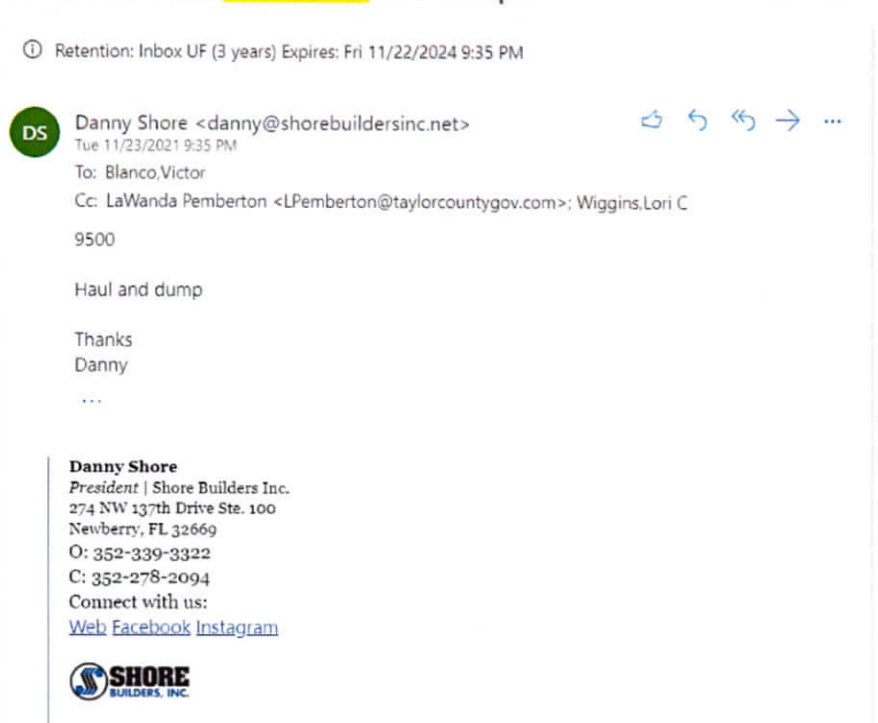 Retention: Inbox UF (3 years) Expires: Fri 11/22/2024 9:35 PM
DS
Danny Shore <danny@shorebuildersinc.net>
Tue 11/23/2021 9:35 PM
To: Blanco,Victor
Cc: LaWanda Pemberton <LPemberton@taylorcountygov.com>; Wiggins,Lori C
9500
Haul and dump
Thanks
Danny
...
Danny Shore
President | Shore Builders Inc.
274 NW 137th Drive Ste. 100
Newberry, FL 32669
O: 352-339-3322
C: 352-278-2094
Connect with us:
Web Facebook Instagram
SHORE
BUILDERS, INC.